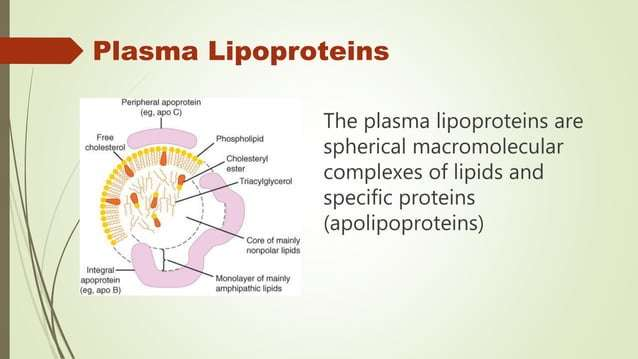 Plasma Lipoproteins
Peripheral apoprotein
(eg, apo C)
Free
cholesterol
Phospholipid
Cholesteryl
ester
Triacylglycerol
Core of mainly
nonpolar lipids
Integral
apoprotein
(eg, apo B)
Monolayer of mainly
amphipathic lipids
The plasma lipoproteins are
spherical macromolecular
complexes of lipids and
specific proteins
(apolipoproteins)